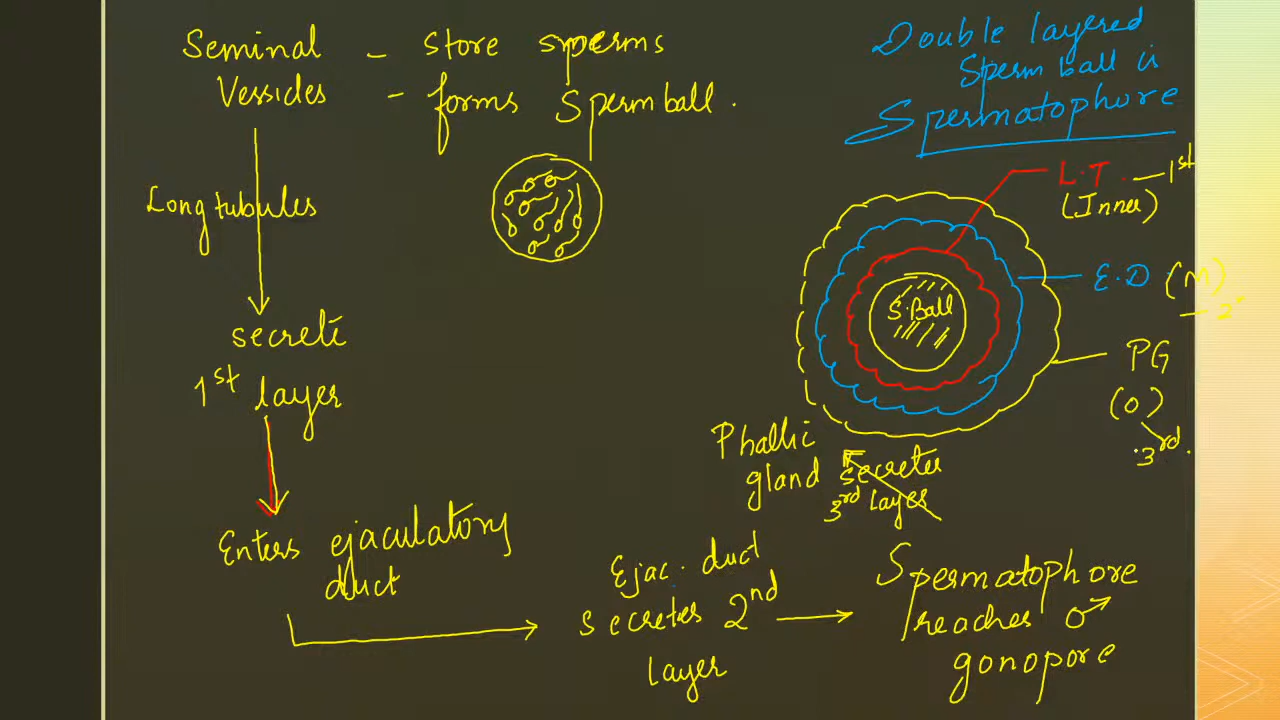 Seminal - Store sperms
Vessicles - forms Sperm ball.
Long tubules
secrete
1st layer
Enters ejaculatory
duct
Ejac. duct
secretes 2nd
layer
Spermatophore
reaches ♂
gonopore
Double layered
Sperm ball is
Spermatophore
L.T. - 1st
(Inner)
E.D (M)
- 2
S.Ball
PG
(O)
3rd.
Phallic
gland secretes
3rd layer